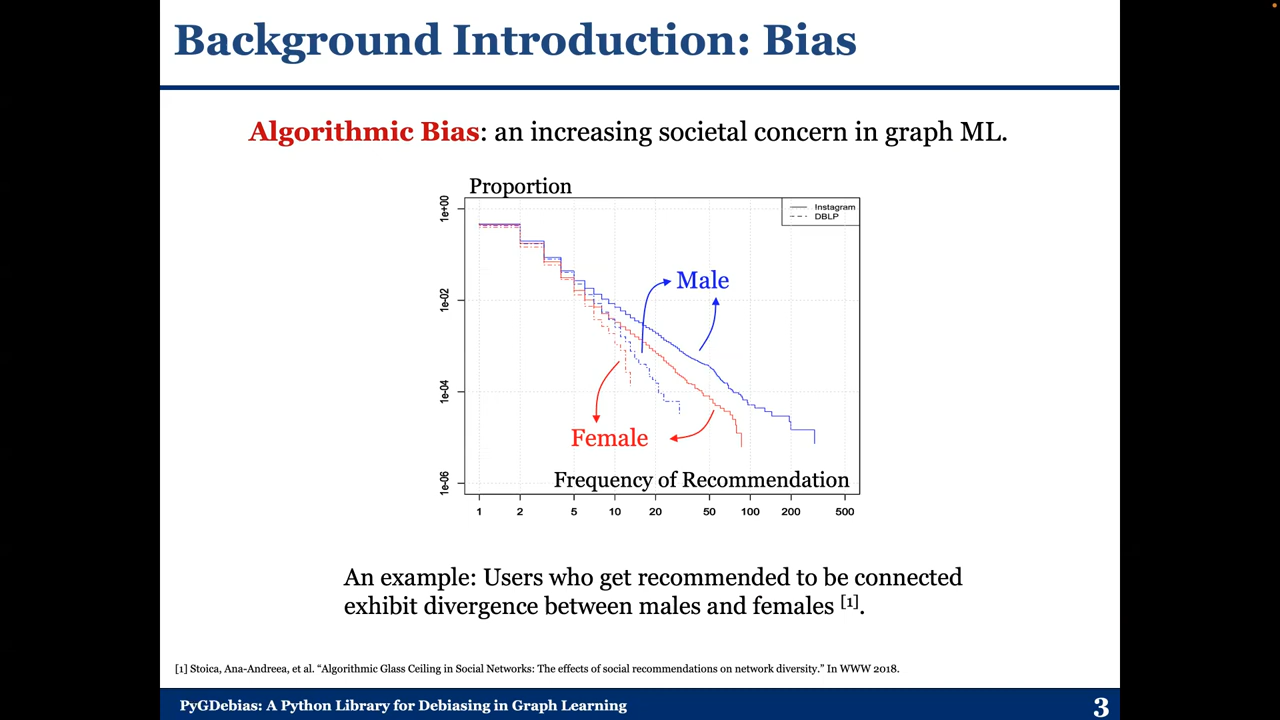 Background Introduction: Bias
Algorithmic Bias: an increasing societal concern in graph ML.
Proportion
Instagram
DBLP
1e+00
1e-02
1e-04
1e-06
Male
Female
Frequency of Recommendation
1 2 5 10 20 50 100 200 500
An example: Users who get recommended to be connected
exhibit divergence between males and females [1].
[1] Stoica, Ana-Andreea, et al. “Algorithmic Glass Ceiling in Social Networks: The effects of social recommendations on network diversity.” In WWW 2018.
PyGDebias: A Python Library for Debiasing in Graph Learning
3